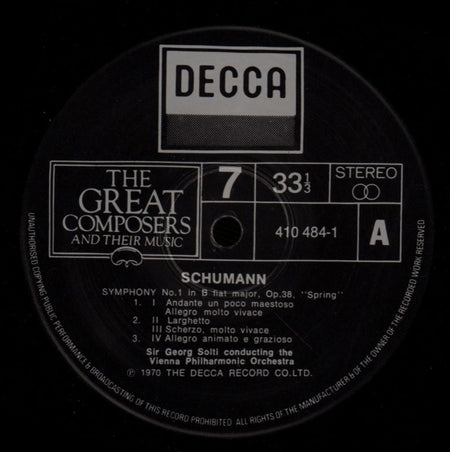 DECCA
THE
GREAT
COMPOSERS
AND THEIR MUSIC
7
33 1/3
STEREO
410 484-1
A
SCHUMANN
SYMPHONY No.1 in B flat major, Op.38, "Spring"
1. I Andante un poco maestoso
Allegro molto vivace
2. II Larghetto
III Scherzo, molto vivace
3. IV Allegro animato e grazioso
Sir Georg Solti conducting the
Vienna Philharmonic Orchestra
℗ 1970 THE DECCA RECORD CO.LTD.
UNAUTHORISED COPYING PUBLIC PERFORMANCE & BROADCASTING OF THIS RECORD PROHIBITED ALL RIGHTS OF THE MANUFACTURER & OF THE OWNER OF THE RECORDED WORK RESERVED